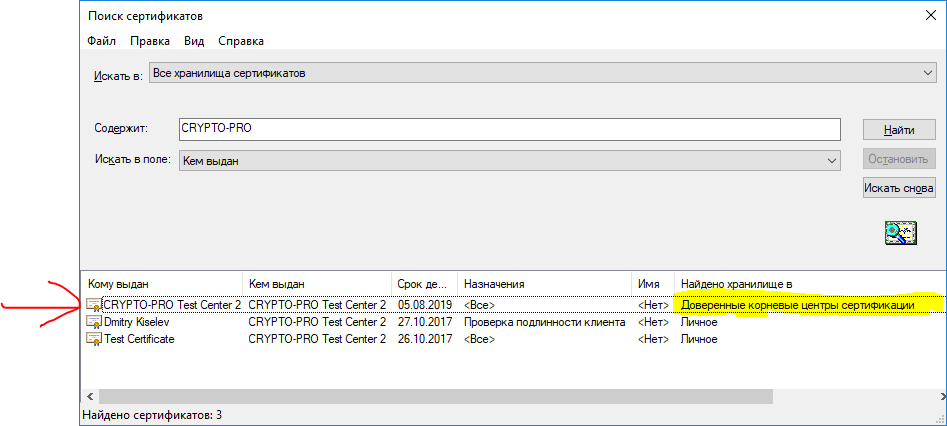 Поиск сертификатов
Файл Правка Вид Справка
Искать в: Все хранилища сертификатов
Содержит: CRYPTO-PRO Найти
Искать в поле: Кем выдан Остановить
Искать снова
Кому выдан Кем выдан Срок де... Назначения Имя Найдено хранилище в
CRYPTO-PRO Test Center 2 CRYPTO-PRO Test Center 2 05.08.2019 <Все> <Нет> Доверенные корневые центры сертификации
Dmitry Kiselev CRYPTO-PRO Test Center 2 27.10.2017 Проверка подлинности клиента <Нет> Личное
Test Certificate CRYPTO-PRO Test Center 2 26.10.2017 <Все> <Нет> Личное
Найдено сертификатов: 3